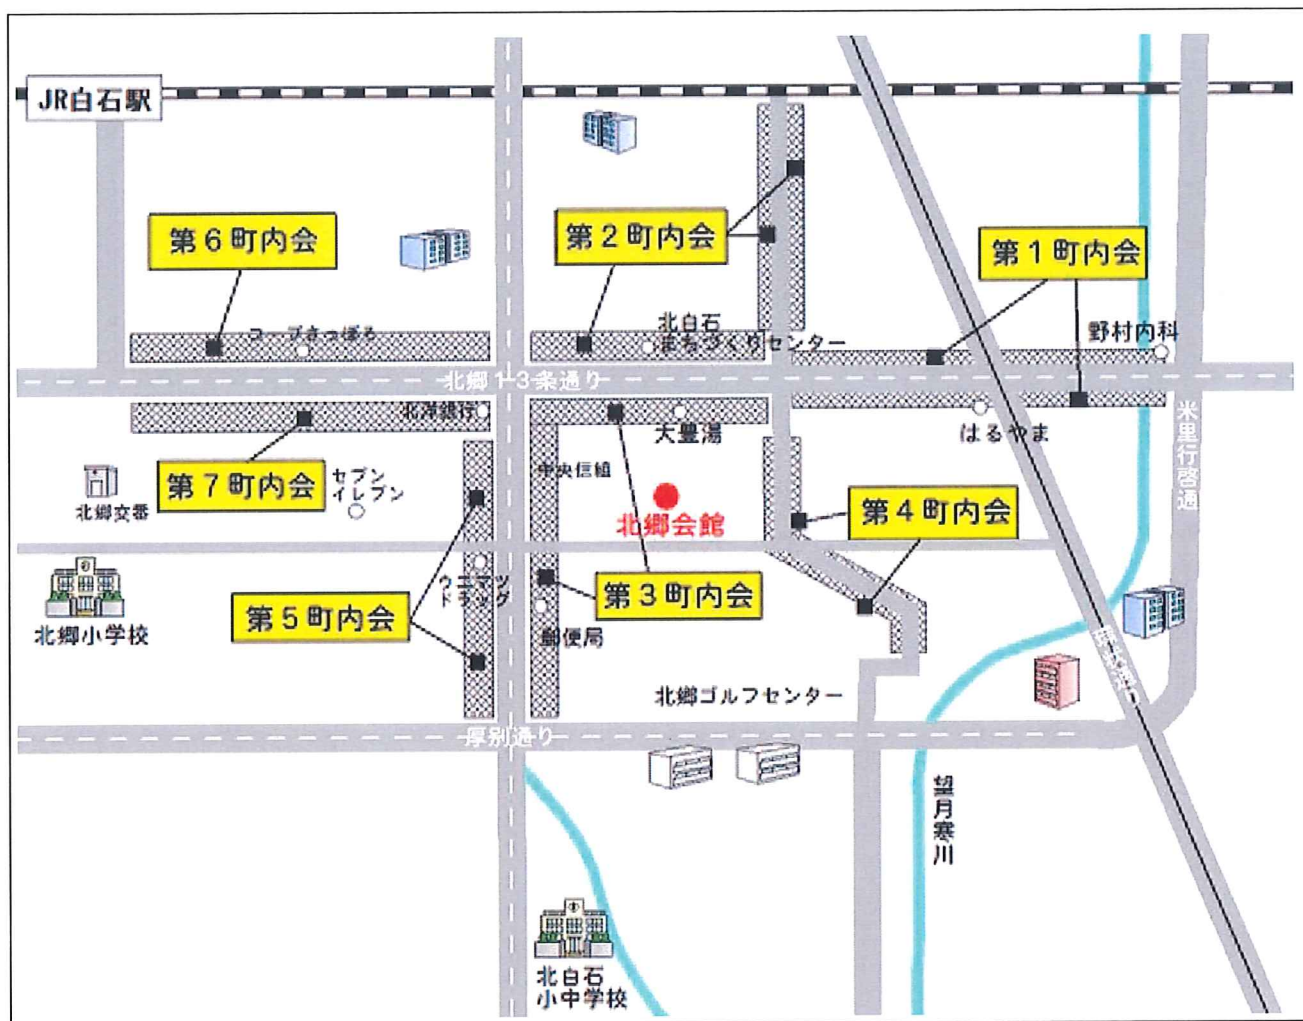 JR白石駅
第6町内会
第2町内会
第1町内会
コープさっぽろ
北白石
まちづくりセンター
野村内科
北郷1-3条通り
北洋銀行
大豊湯
はるやま
米里行啓通
第7町内会
セブン
イレブン
中央信組
北郷交番
北郷会館
第4町内会
ウエマツ
ドラッグ
第3町内会
第5町内会
北郷小学校
郵便局
北郷ゴルフセンター
厚別通り
望月寒川
北白石
小中学校